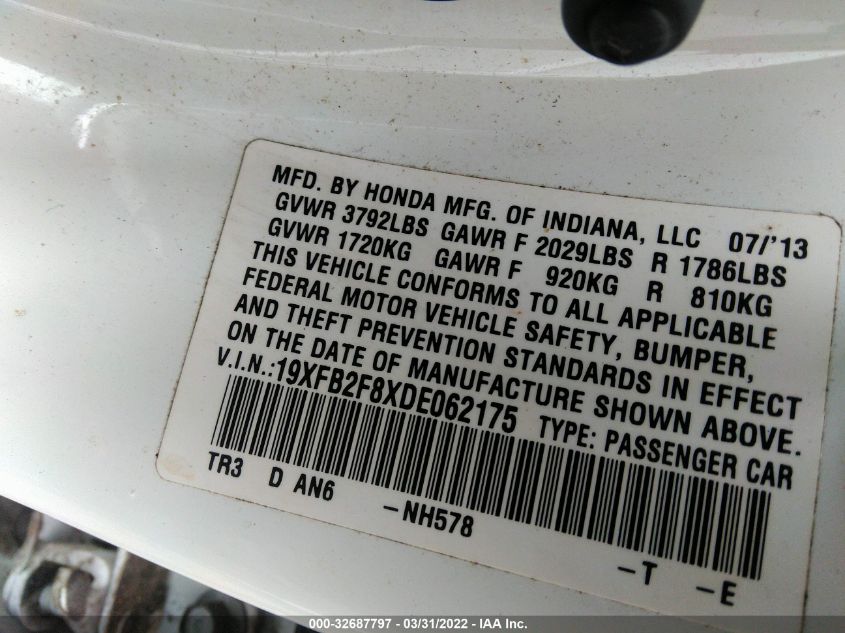 MFD. BY HONDA MFG. OF INDIANA, LLC 07/'13
GVWR 3792LBS GAWR F 2029LBS R 1786LBS
GVWR 1720KG GAWR F 920KG R 810KG
THIS VEHICLE CONFORMS TO ALL APPLICABLE
FEDERAL MOTOR VEHICLE SAFETY, BUMPER,
AND THEFT PREVENTION STANDARDS IN EFFECT
ON THE DATE OF MANUFACTURE SHOWN ABOVE.
V.I.N.:19XFB2F8XDE062175 TYPE: PASSENGER CAR
TR3 D AN6 -NH578 -T -E
000-32687797 - 03/31/2022 - IAA Inc.